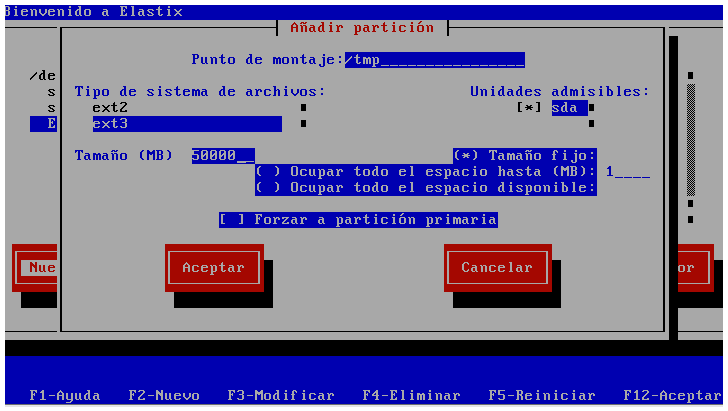 Bienvenido a Elastix
Añadir partición
Punto de montaje:/tmp_________________
/de
Tipo de sistema de archivos: Unidades admisibles:
s ext2 [*] sda
s
E ext3
Tamaño (MB) 50000__ (*) Tamaño fijo:
( ) Ocupar todo el espacio hasta (MB): 1____
( ) Ocupar todo el espacio disponible:
[ ] Forzar a partición primaria
Nue Aceptar Cancelar or
F1-Ayuda F2-Nuevo F3-Modificar F4-Eliminar F5-Reiniciar F12-Aceptar